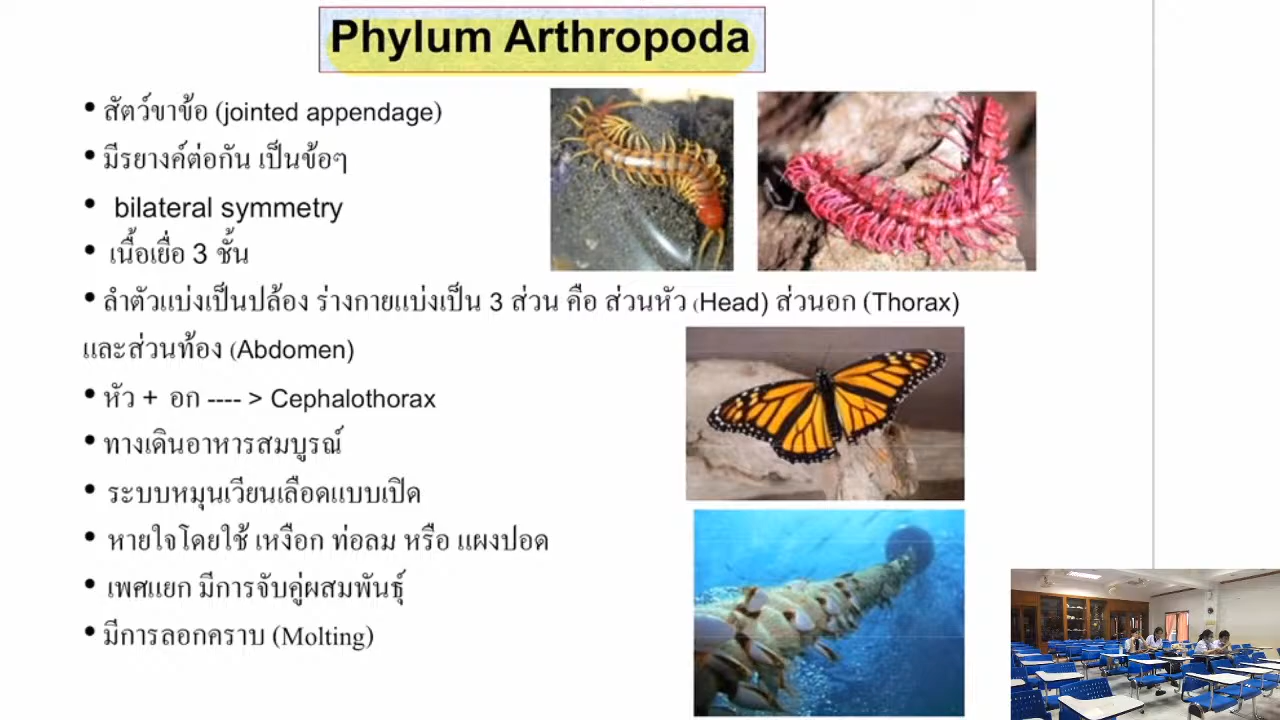 Phylum Arthropoda
• สัตว์ขาข้อ (jointed appendage)
• มีรยางค์ต่อกัน เป็นข้อๆ
• bilateral symmetry
• เนื้อเยื่อ 3 ชั้น
• ลำตัวแบ่งเป็นปล้อง ร่างกายแบ่งเป็น 3 ส่วน คือ ส่วนหัว (Head) ส่วนอก (Thorax)
และส่วนท้อง (Abdomen)
• หัว + อก ---- > Cephalothorax
• ทางเดินอาหารสมบูรณ์
• ระบบหมุนเวียนเลือดแบบเปิด
• หายใจโดยใช้ เหงือก ท่อลม หรือ แผงปอด
• เพศแยก มีการจับคู่ผสมพันธุ์
• มีการลอกคราบ (Molting)